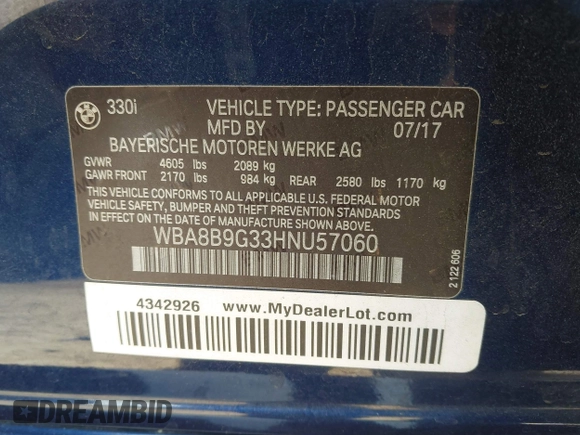 BMW
330i
VEHICLE TYPE: PASSENGER CAR
MFD BY
07/17
BAYERISCHE MOTOREN WERKE AG
GVWR 4605 lbs 2089 kg
GAWR FRONT 2170 lbs 984 kg REAR 2580 lbs 1170 kg
THIS VEHICLE CONFORMS TO ALL APPLICABLE U.S. FEDERAL MOTOR
VEHICLE SAFETY, BUMPER, AND THEFT PREVENTION STANDARDS
IN EFFECT ON THE DATE OF MANUFACTURE SHOWN ABOVE.
WBA8B9G33HNU57060
2 122 606
4342926 www.MyDealerLot.com
DREAMBID